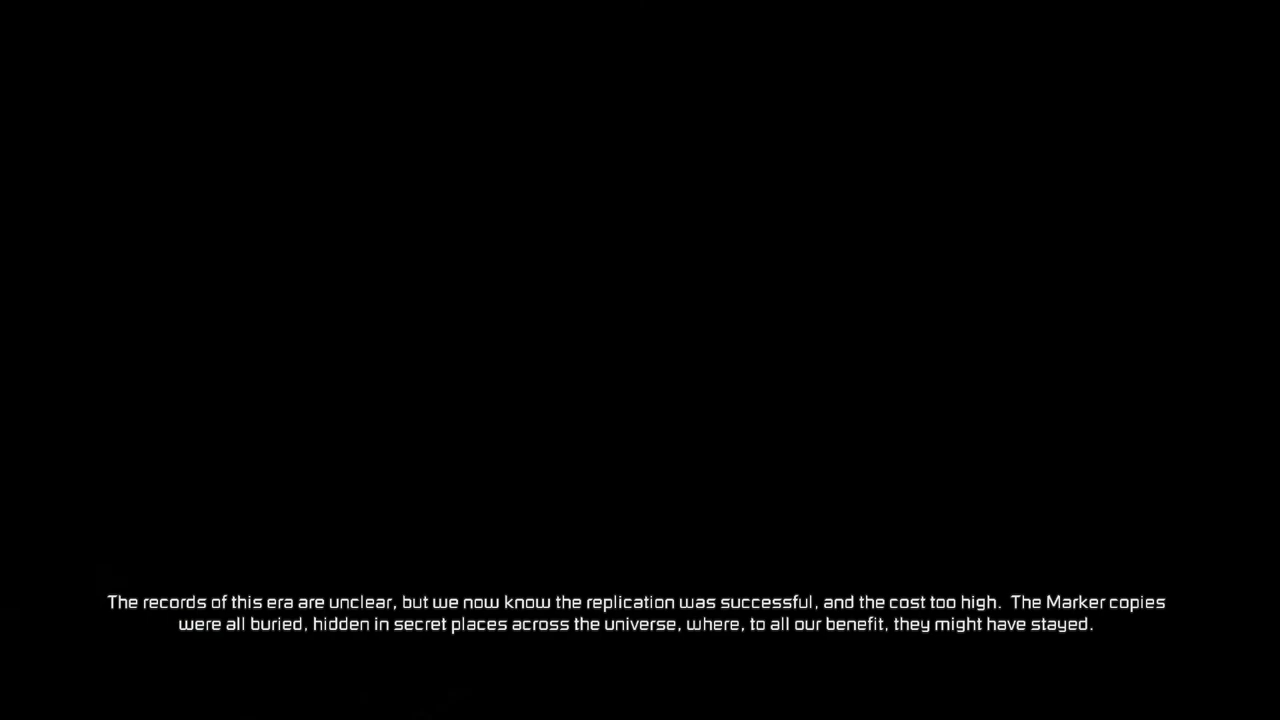 The records of this era are unclear, but we now know the replication was successful, and the cost too high.  The Marker copies
were all buried, hidden in secret places across the universe, where, to all our benefit, they might have stayed.